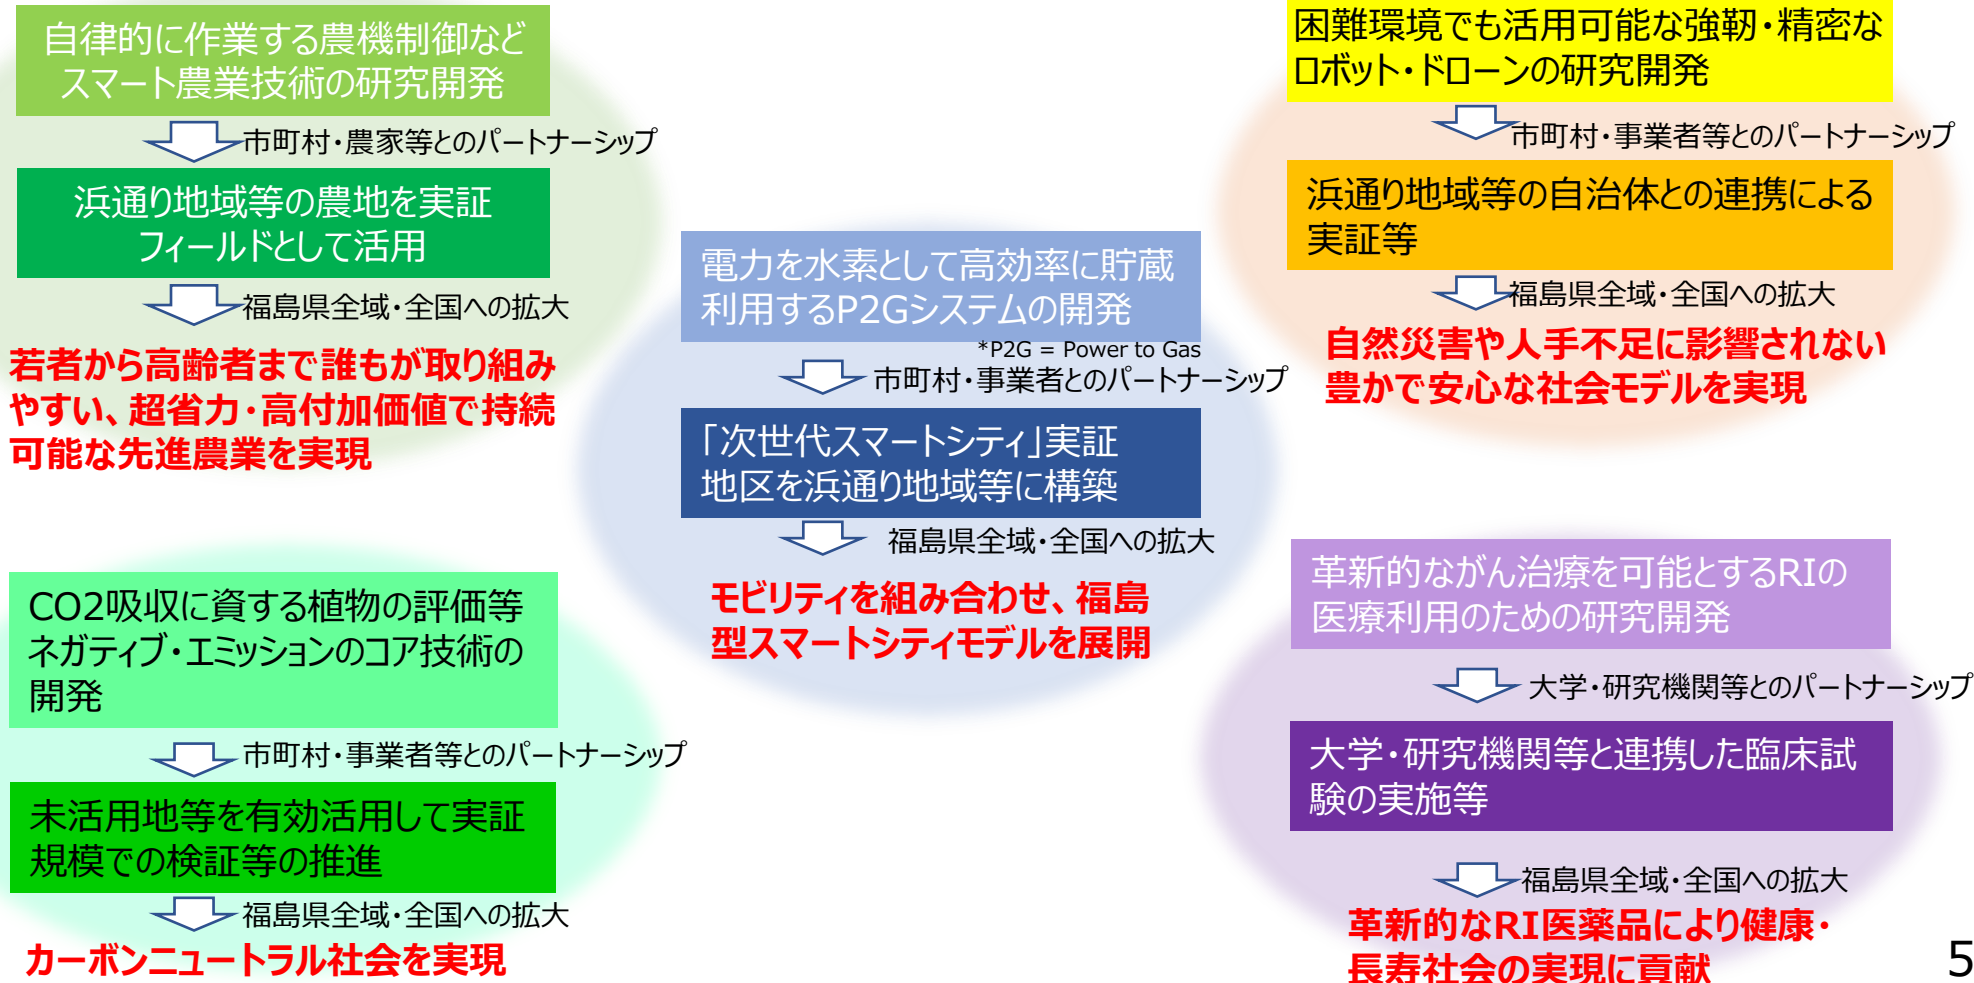 自律的に作業する農機制御など
スマート農業技術の研究開発
市町村・農家等とのパートナーシップ
浜通り地域等の農地を実証
フィールドとして活用
福島県全域・全国への拡大
若者から高齢者まで誰もが取り組み
やすい、超省力・高付加価値で持続
可能な先進農業を実現
CO2吸収に資する植物の評価等
ネガティブ・エミッションのコア技術の
開発
市町村・事業者等とのパートナーシップ
未活用地等を有効活用して実証
規模での検証等の推進
福島県全域・全国への拡大
カーボンニュートラル社会を実現
電力を水素として高効率に貯蔵
利用するP2Gシステムの開発
*P2G = Power to Gas
市町村・事業者とのパートナーシップ
「次世代スマートシティ」実証
地区を浜通り地域等に構築
福島県全域・全国への拡大
モビリティを組み合わせ、福島
型スマートシティモデルを展開
困難環境でも活用可能な強靭・精密な
ロボット・ドローンの研究開発
市町村・事業者等とのパートナーシップ
浜通り地域等の自治体との連携による
実証等
福島県全域・全国への拡大
自然災害や人手不足に影響されない
豊かで安心な社会モデルを実現
革新的ながん治療を可能とするRIの
医療利用のための研究開発
大学・研究機関等とのパートナーシップ
大学・研究機関等と連携した臨床試
験の実施等
福島県全域・全国への拡大
革新的なRI医薬品により健康・
長寿社会の実現に貢献
5